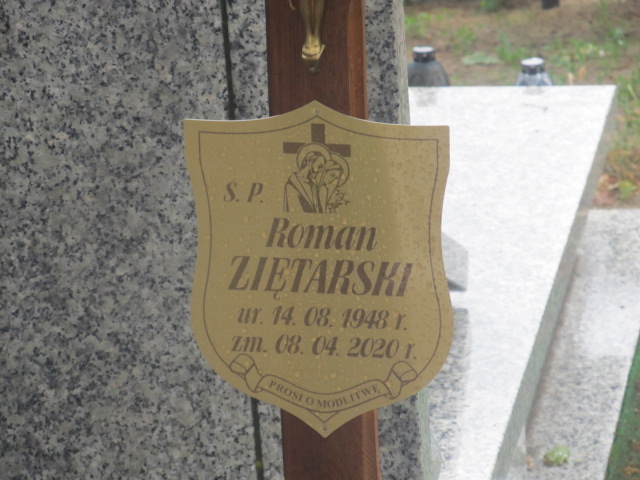 Ś. P.
Roman
ZIĘTARSKI
ur. 14. 08. 1948 r.
zm. 08. 04. 2020 r.
PROSI O MODLITWĘ